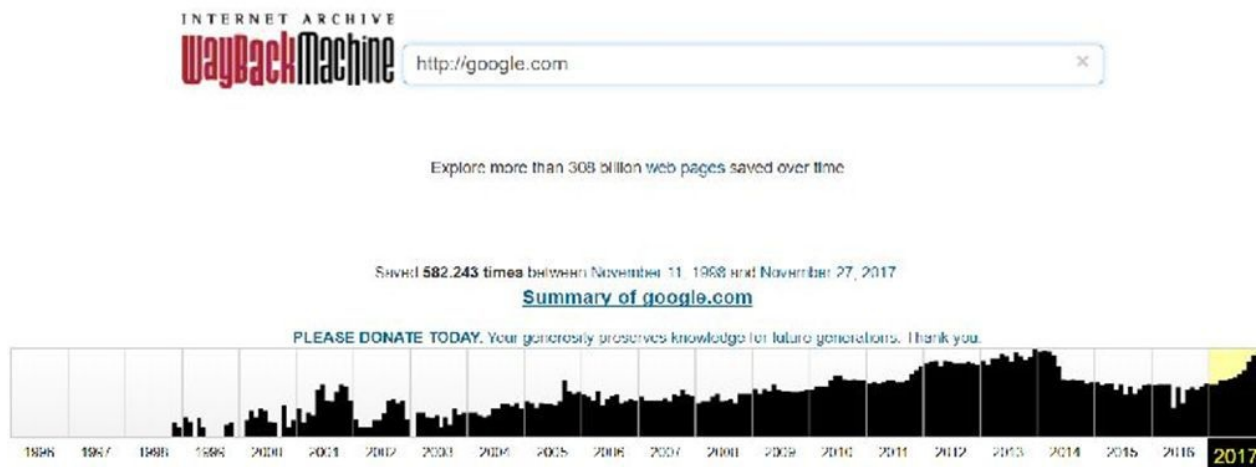 INTERNET ARCHIVE
WayBackMachine
http://google.com ×
Explore more than 308 billion web pages saved over time
Saved 582,243 times between November 11, 1998 and November 27, 2017
Summary of google.com
PLEASE DONATE TODAY. Your generosity preserves knowledge for future generations. Thank you.
1996 1997 1998 1999 2000 2001 2002 2003 2004 2005 2006 2007 2008 2009 2010 2011 2012 2013 2014 2015 2016 2017